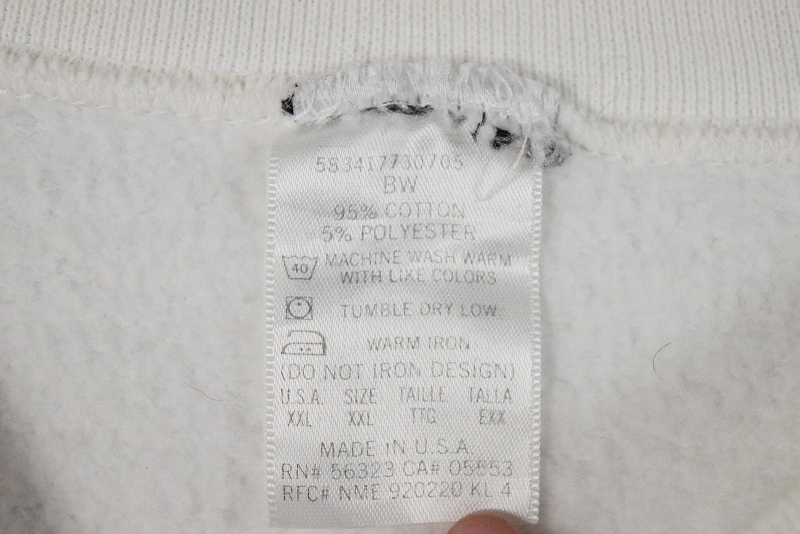 583417730705
BW
95% COTTON
5% POLYESTER
40
MACHINE WASH WARM
WITH LIKE COLORS
TUMBLE DRY LOW
WARM IRON
(DO NOT IRON DESIGN)
U.S.A. SIZE TAILLE TALLA
XXL XXL TTG EXX
MADE IN U.S.A.
RN# 56323 CA# 05553
RFC# NME 920220 KL 4